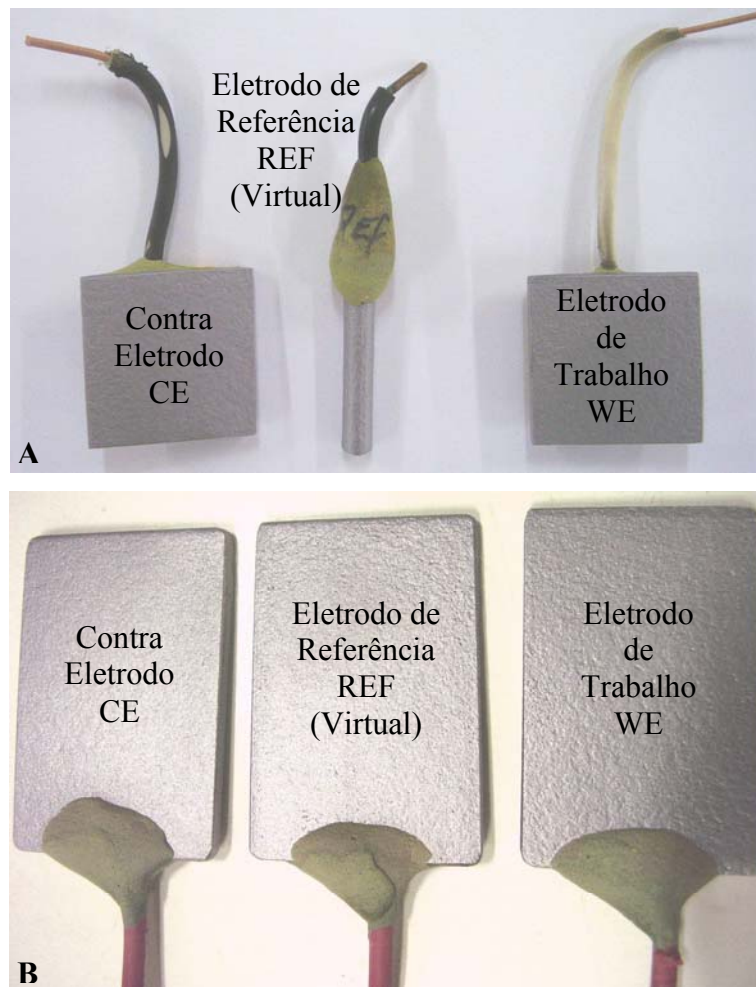 Eletrodo de
Referência
REF
(Virtual)
Contra
Eletrodo
CE
Eletrodo
de
Trabalho
WE
REF
A
Contra
Eletrodo
CE
Eletrodo de
Referência
REF
(Virtual)
Eletrodo
de
Trabalho
WE
B